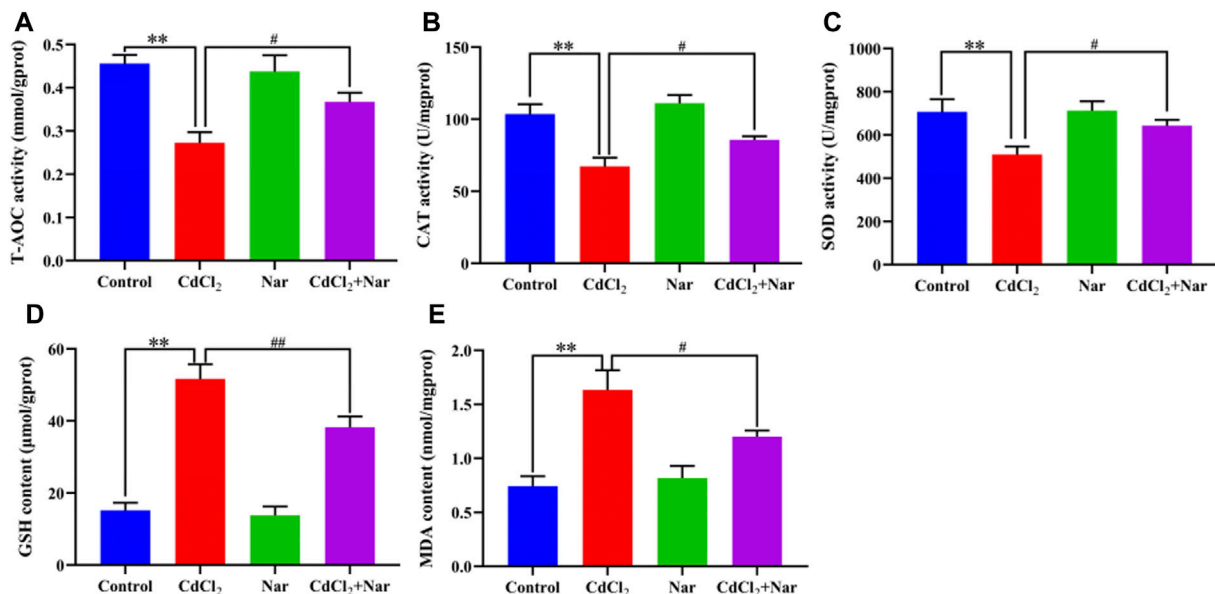 A
T-AOC activity (mmol/gprot)
** #
0.5
0.4
0.3
0.2
0.1
0.0
Control CdCl₂ Nar CdCl₂+Nar
B
CAT activity (U/mgprot)
** #
150
100
50
0
Control CdCl₂ Nar CdCl₂+Nar
C
SOD activity (U/mgprot)
** #
1000
800
600
400
200
0
Control CdCl₂ Nar CdCl₂+Nar
D
GSH content (μmol/gprot)
** ##
60
40
20
0
Control CdCl₂ Nar CdCl₂+Nar
E
MDA content (nmol/mgprot)
** #
2.0
1.5
1.0
0.5
0.0
Control CdCl₂ Nar CdCl₂+Nar